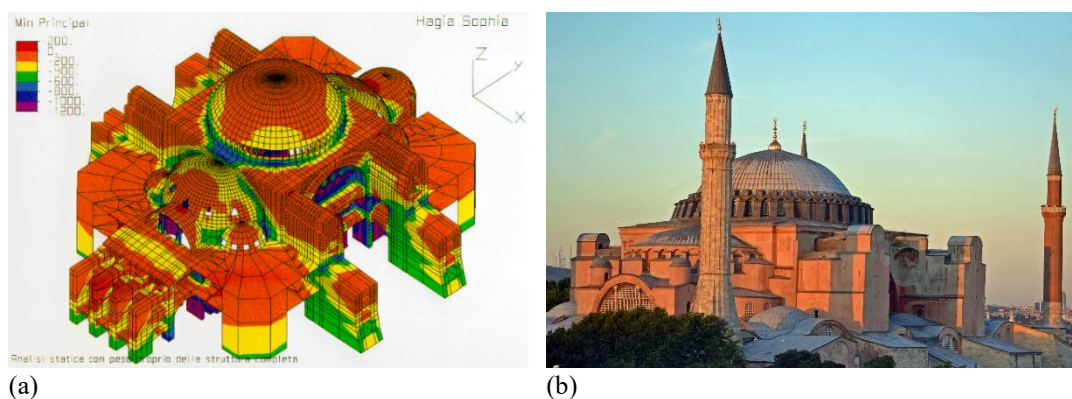 Min Principal
Hagia Sophia
200.
0.
-200.
-400.
-600.
-800.
-1000.
-1200.
Z
Y
X
Analisi statica con peso proprio della struttura completa
(a)
(b)